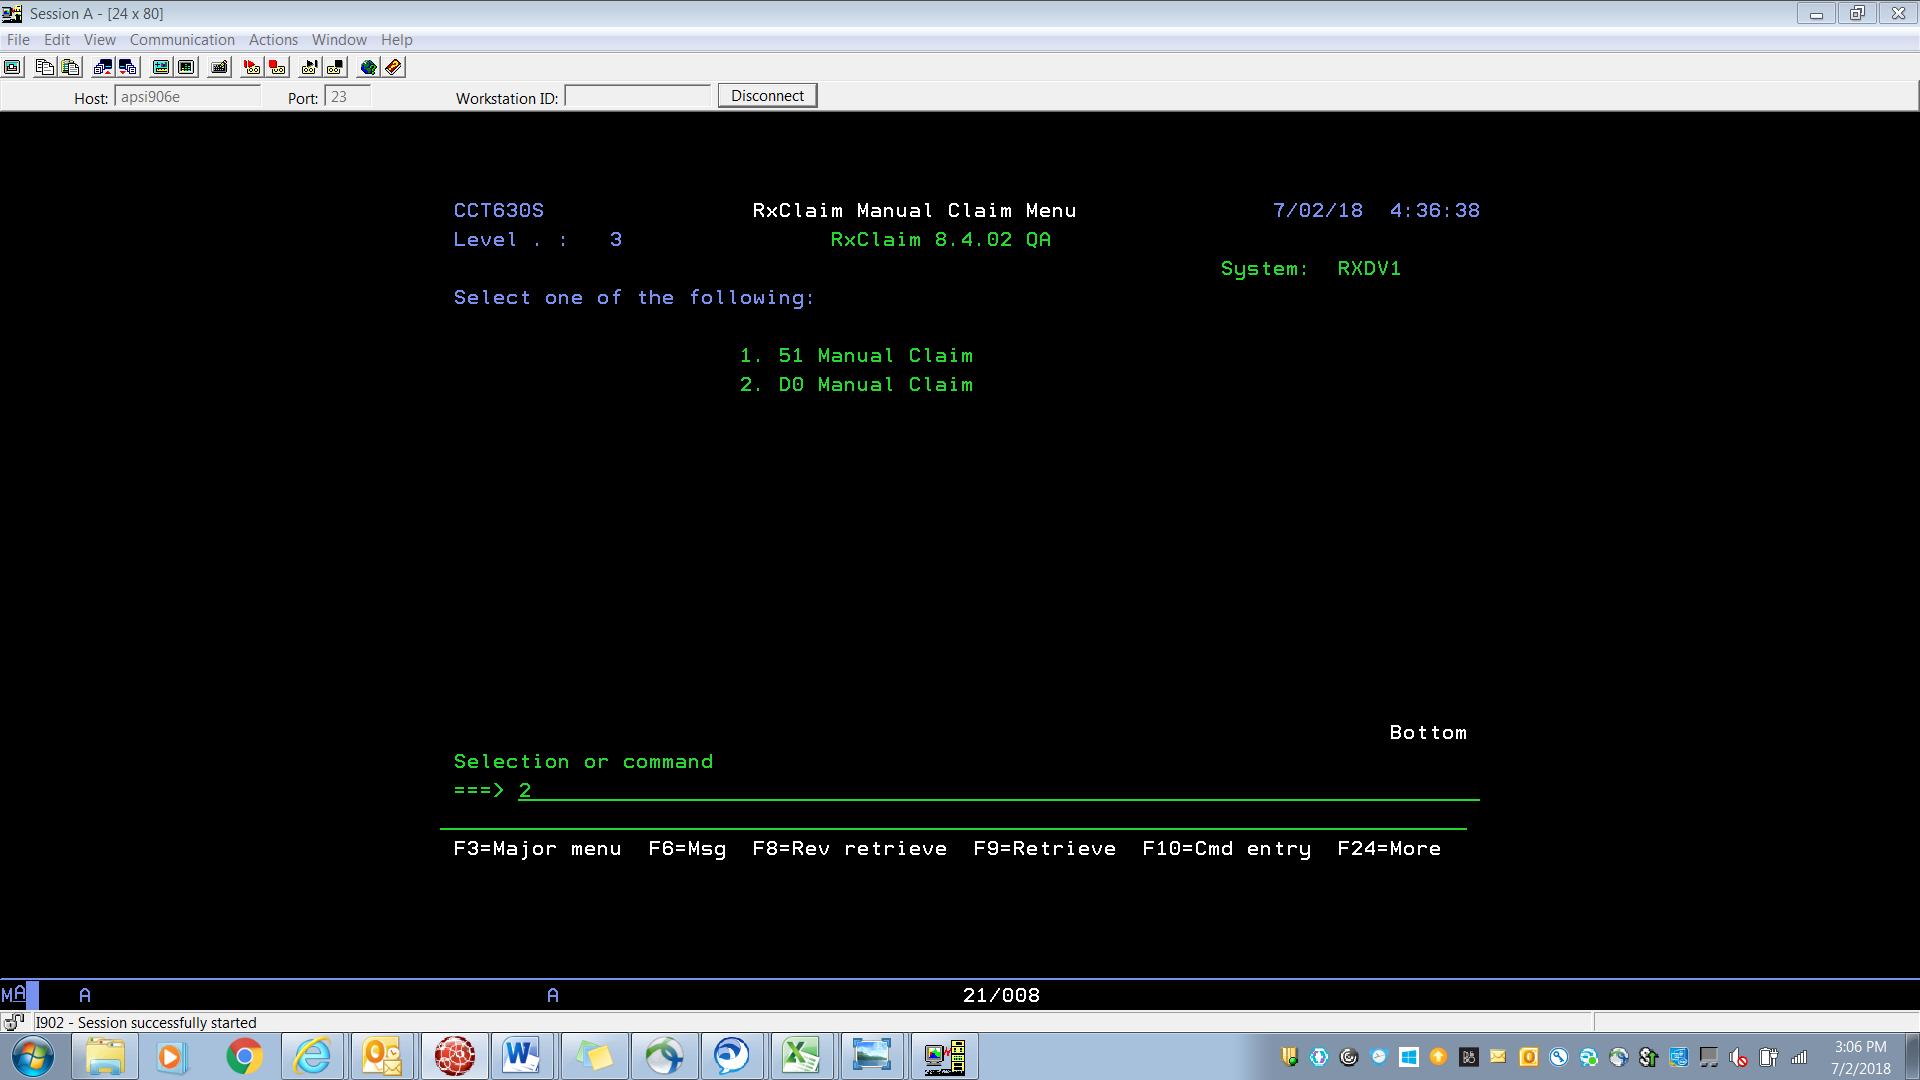 Session A - [24 x 80]
File Edit View Communication Actions Window Help
Host: apsi906e Port: 23 Workstation ID: Disconnect
CCT630S RxClaim Manual Claim Menu 7/02/18 4:36:38
Level . : 3 RxClaim 8.4.02 QA
System: RXDV1
Select one of the following:
1. 51 Manual Claim
2. D0 Manual Claim
Bottom
Selection or command
===> 2
F3=Major menu F6=Msg F8=Rev retrieve F9=Retrieve F10=Cmd entry F24=More
MA A A 21/008
I902 - Session successfully started
3:06 PM
7/2/2018